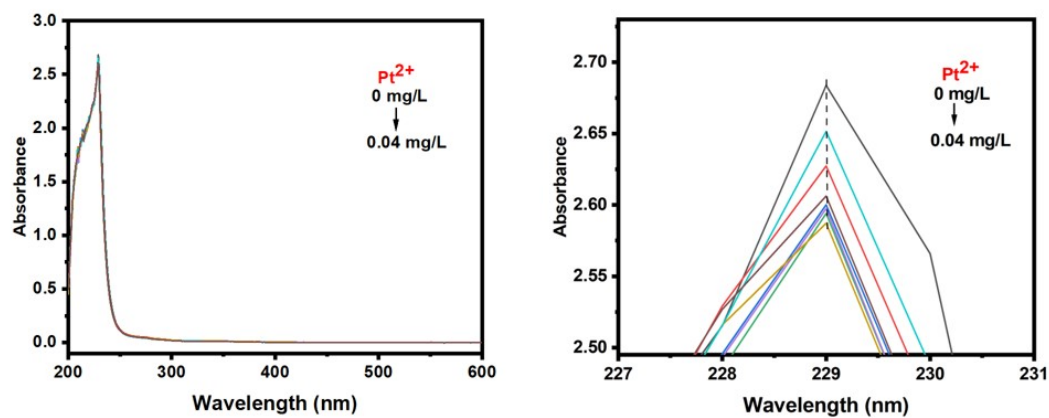 3.0
2.5
2.0
1.5
1.0
0.5
0.0
Absorbance
Pt2+
0 mg/L
0.04 mg/L
200 250 300 400 500 600
Wavelength (nm)
2.70
2.65
2.60
2.55
2.50
Absorbance
Pt2+
0 mg/L
0.04 mg/L
227 228 229 230 231
Wavelength (nm)